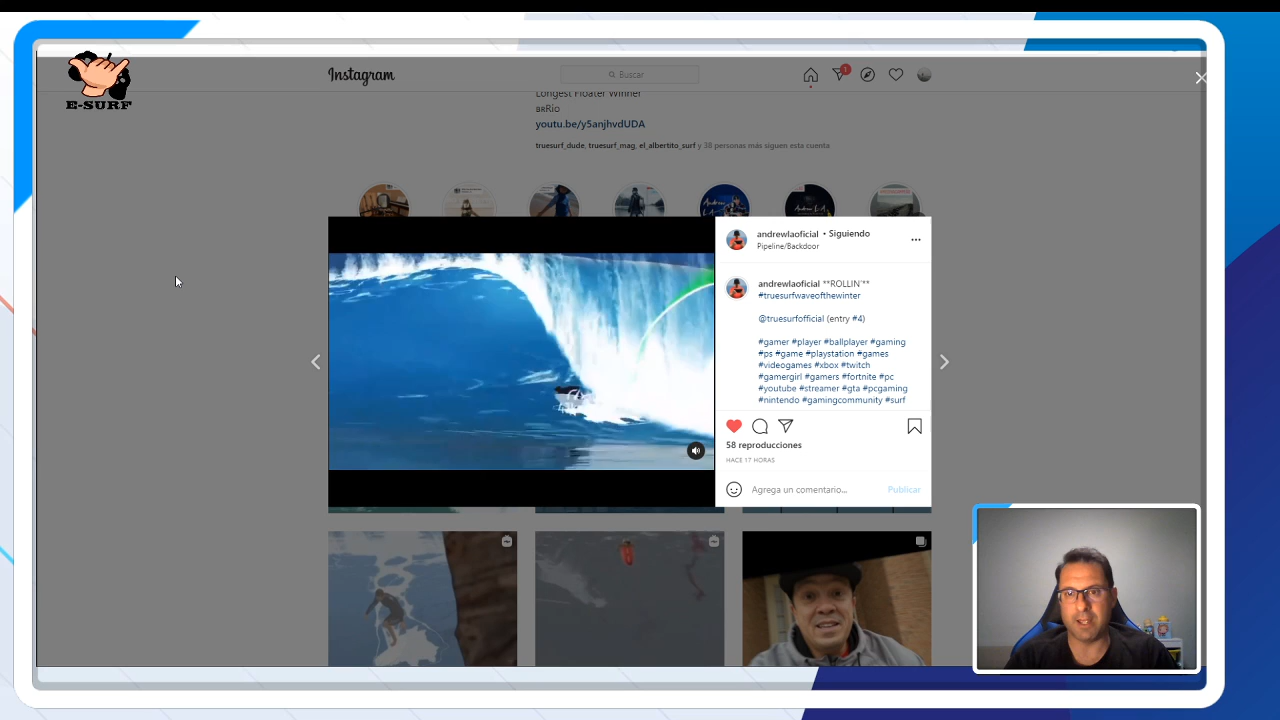 E-SURF
Instagram
Buscar
1
Longest Floater Winner
sʀRio
youtu.be/y5anjhvdUDA
truesurf_dude, truesurf_mag, el_albertito_surf y 38 personas más siguen esta cuenta
andrewlaoficial • Siguiendo
Pipeline/Backdoor
andrewlaoficial **ROLLIN'**
#truesurfwaveofthewinter
@truesurfofficial (entry #4)
#gamer #player #ballplayer #gaming
#ps #game #playstation #games
#videogames #xbox #twitch
#gamergirl #gamers #fortnite #pc
#youtube #streamer #gta #pcgaming
#nintendo #gamingcommunity #surf
58 reproducciones
HACE 17 HORAS
Agrega un comentario...
Publicar